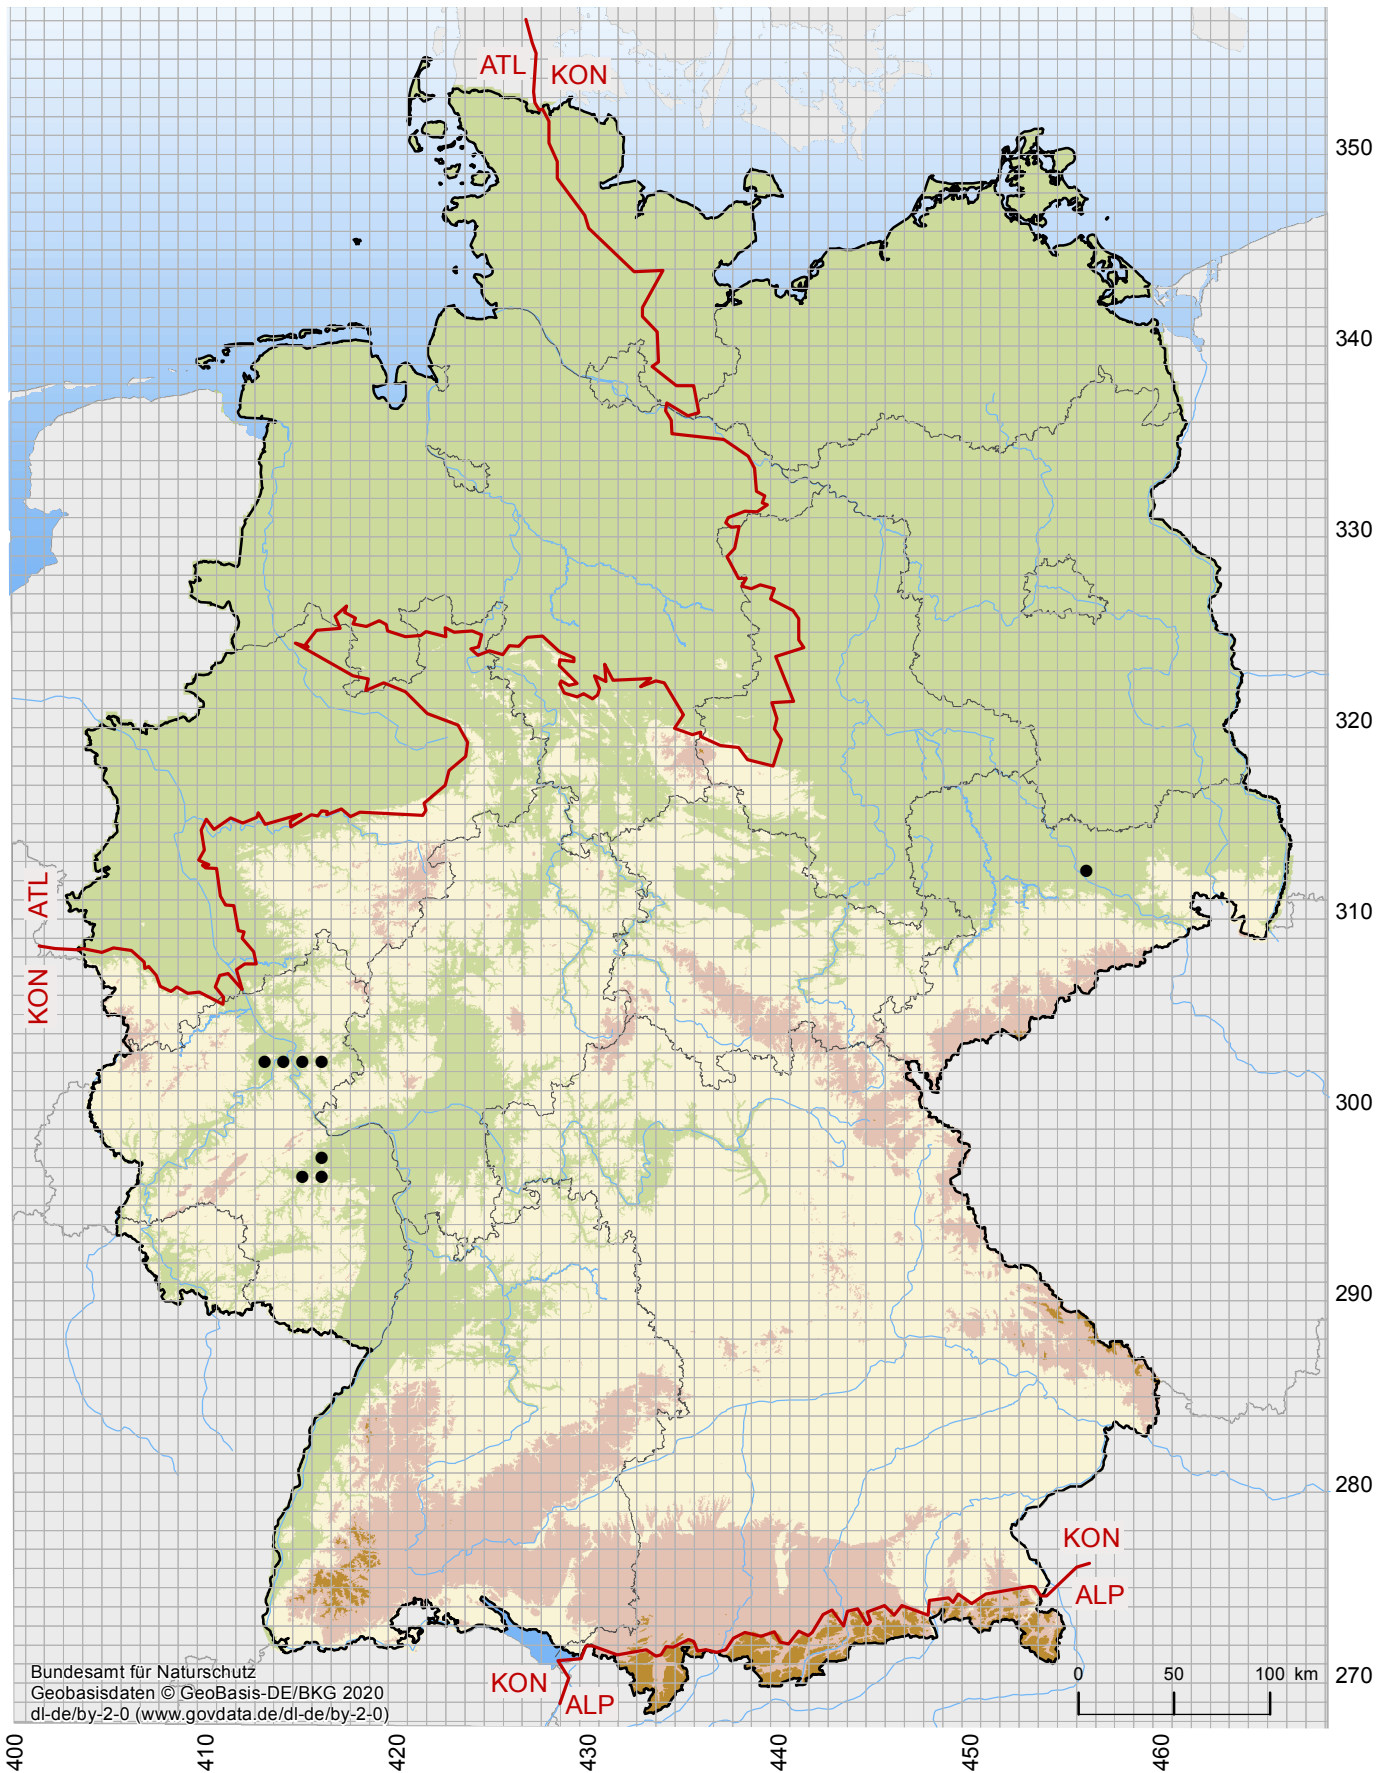 ATL
KON
350
340
330
320
310
300
290
280
270
ATL
KON
KON
ALP
KON
ALP
Bundesamt für Naturschutz
Geobasisdaten © GeoBasis-DE/BKG 2020
dl-de/by-2-0 (www.govdata.de/dl-de/by-2-0)
0 50 100 km
400 410 420 430 440 450 460